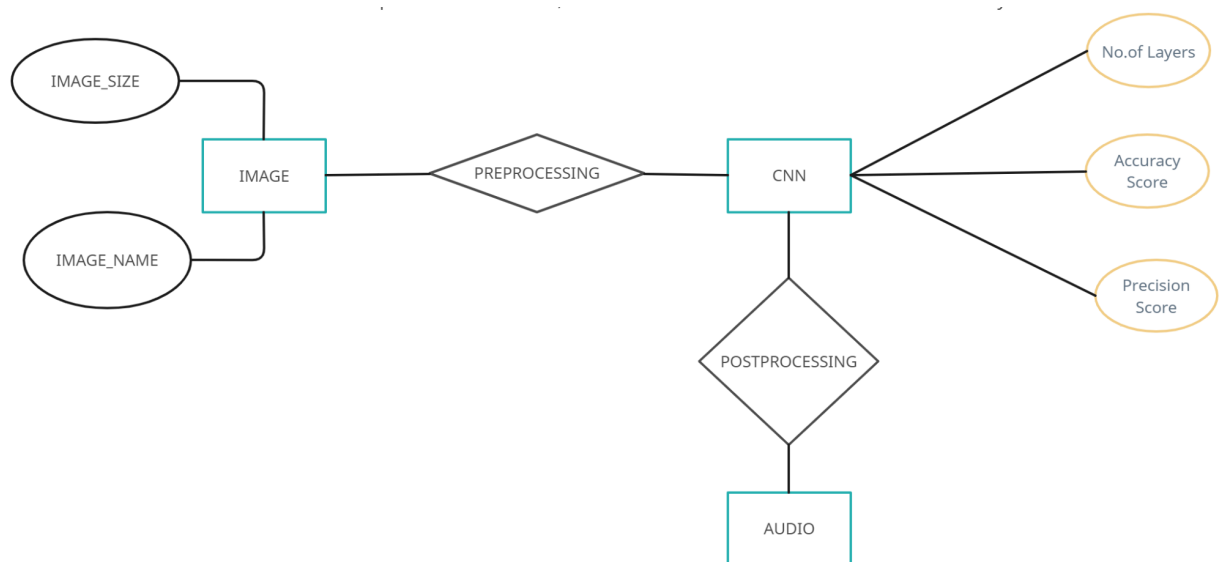 IMAGE_SIZE
No.of Layers
IMAGE
PREPROCESSING
CNN
Accuracy
Score
IMAGE_NAME
Precision
Score
POSTPROCESSING
AUDIO